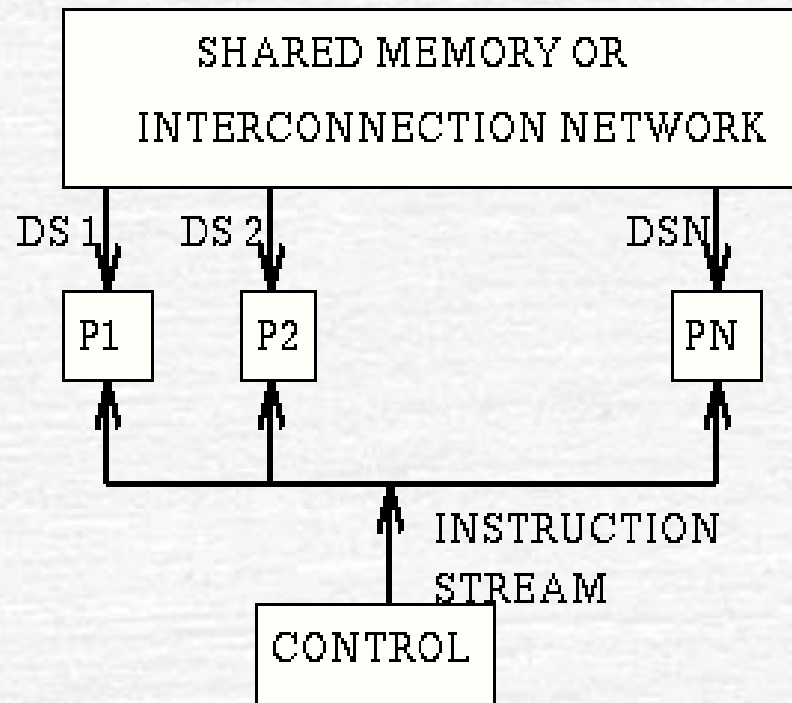 SHARED MEMORY OR
INTERCONNECTION NETWORK
DS 1
DS 2
DSN
P1
P2
PN
INSTRUCTION
STREAM
CONTROL